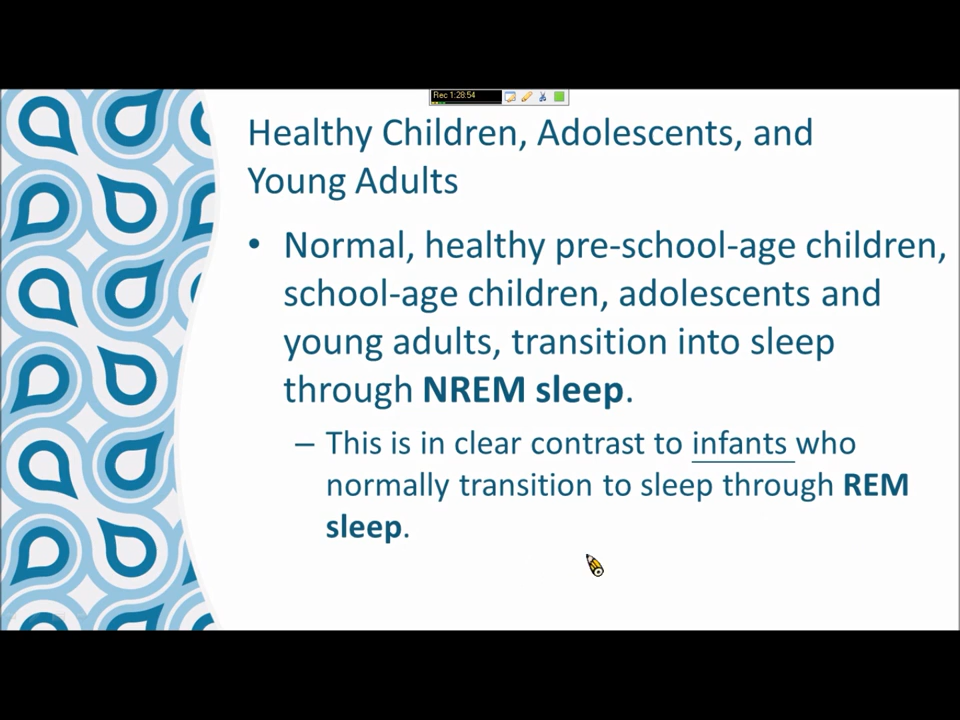 Rec 1:28:54
Healthy Children, Adolescents, and
Young Adults
• Normal, healthy pre-school-age children,
school-age children, adolescents and
young adults, transition into sleep
through NREM sleep.
– This is in clear contrast to infants who
normally transition to sleep through REM
sleep.